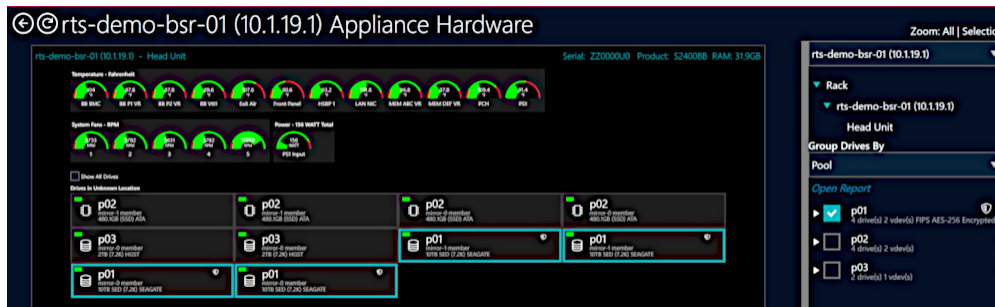 rts-demo-bsr-01 (10.1.19.1) Appliance Hardware
Zoom: All | Selectio
rts-demo-bsr-01 (10.1.19.1) - Head Unit
Serial: ZZ0000U0 Product: S2400BB RAM: 31.9GB
Temperature - Fahrenheit
BB BMC
BB P1 VR
BB P2 VR
BB VW1
Exit Air
Front Panel
HSBP 1
LAN NIC
MEM ABC VR
MEM DEF VR
PCH
PS1
System Fans - RPM
1
2
3
4
5
Power - 156 WATT Total
156
WATT
PS1 Input
Show All Drives
Drives in Unknown Location
p02
mirror-1 member
480.1GB (SSD) ATA
p02
mirror-1 member
480.1GB (SSD) ATA
p02
mirror-0 member
480.1GB (SSD) ATA
p02
mirror-0 member
480.1GB (SSD) ATA
p03
mirror-0 member
2TB (7.2K) HGST
p03
mirror-0 member
2TB (7.2K) HGST
p01
mirror-1 member
10TB SED (7.2K) SEAGATE
p01
mirror-1 member
10TB SED (7.2K) SEAGATE
p01
mirror-0 member
10TB SED (7.2K) SEAGATE
p01
mirror-0 member
10TB SED (7.2K) SEAGATE
rts-demo-bsr-01 (10.1.19.1)
Rack
rts-demo-bsr-01 (10.1.19.1)
Head Unit
Group Drives By
Pool
Open Report
p01
4 drive(s) 2 vdev(s) FIPS AES-256 Encrypted
p02
4 drive(s) 2 vdev(s)
p03
2 drive(s) 1 vdev(s)